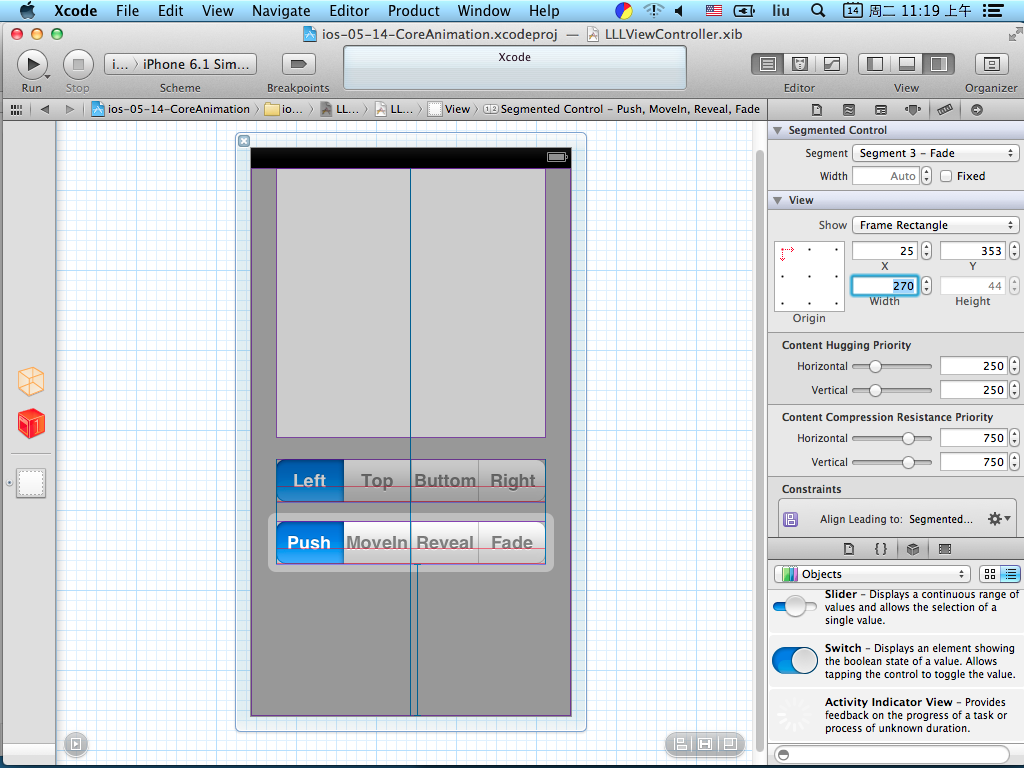 Xcode File Edit View Navigate Editor Product Window Help liu 14 周二 11:19 上午
ios-05-14-CoreAnimation.xcodeproj — LLLViewController.xib
i... iPhone 6.1 Sim...
Xcode
Run Stop Scheme Breakpoints Editor View Organizer
ios-05-14-CoreAnimation io... LL... LL... View Segmented Control - Push, MoveIn, Reveal, Fade
Segmented Control
Segment Segment 3 – Fade
Width Auto Fixed
View
Show Frame Rectangle
25 353
X Y
270 44
Width Height
Origin
Content Hugging Priority
Horizontal 250
Vertical 250
Content Compression Resistance Priority
Horizontal 750
Vertical 750
Constraints
Align Leading to: Segmented...
Left Top Buttom Right
Push MoveIn Reveal Fade
{ }
Objects
Slider – Displays a continuous range of
values and allows the selection of a
single value.
Switch – Displays an element showing
the boolean state of a value. Allows
tapping the control to toggle the value.
Activity Indicator View – Provides
feedback on the progress of a task or
process of unknown duration.